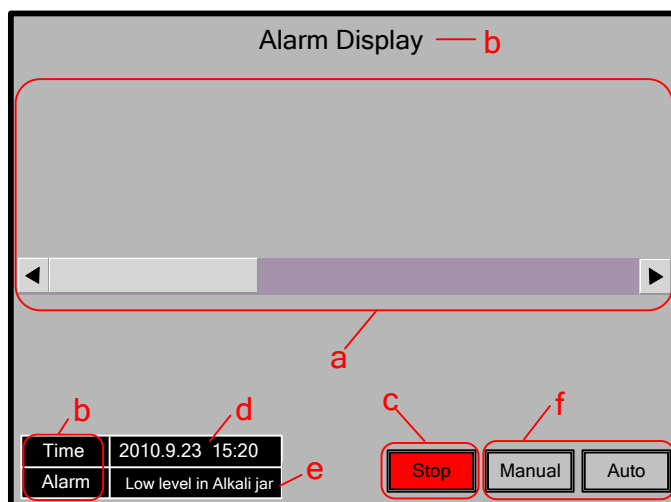 Alarm Display b
a
b d c f
Time 2010.9.23 15:20
Alarm Low level in Alkali jar e
Stop Manual Auto